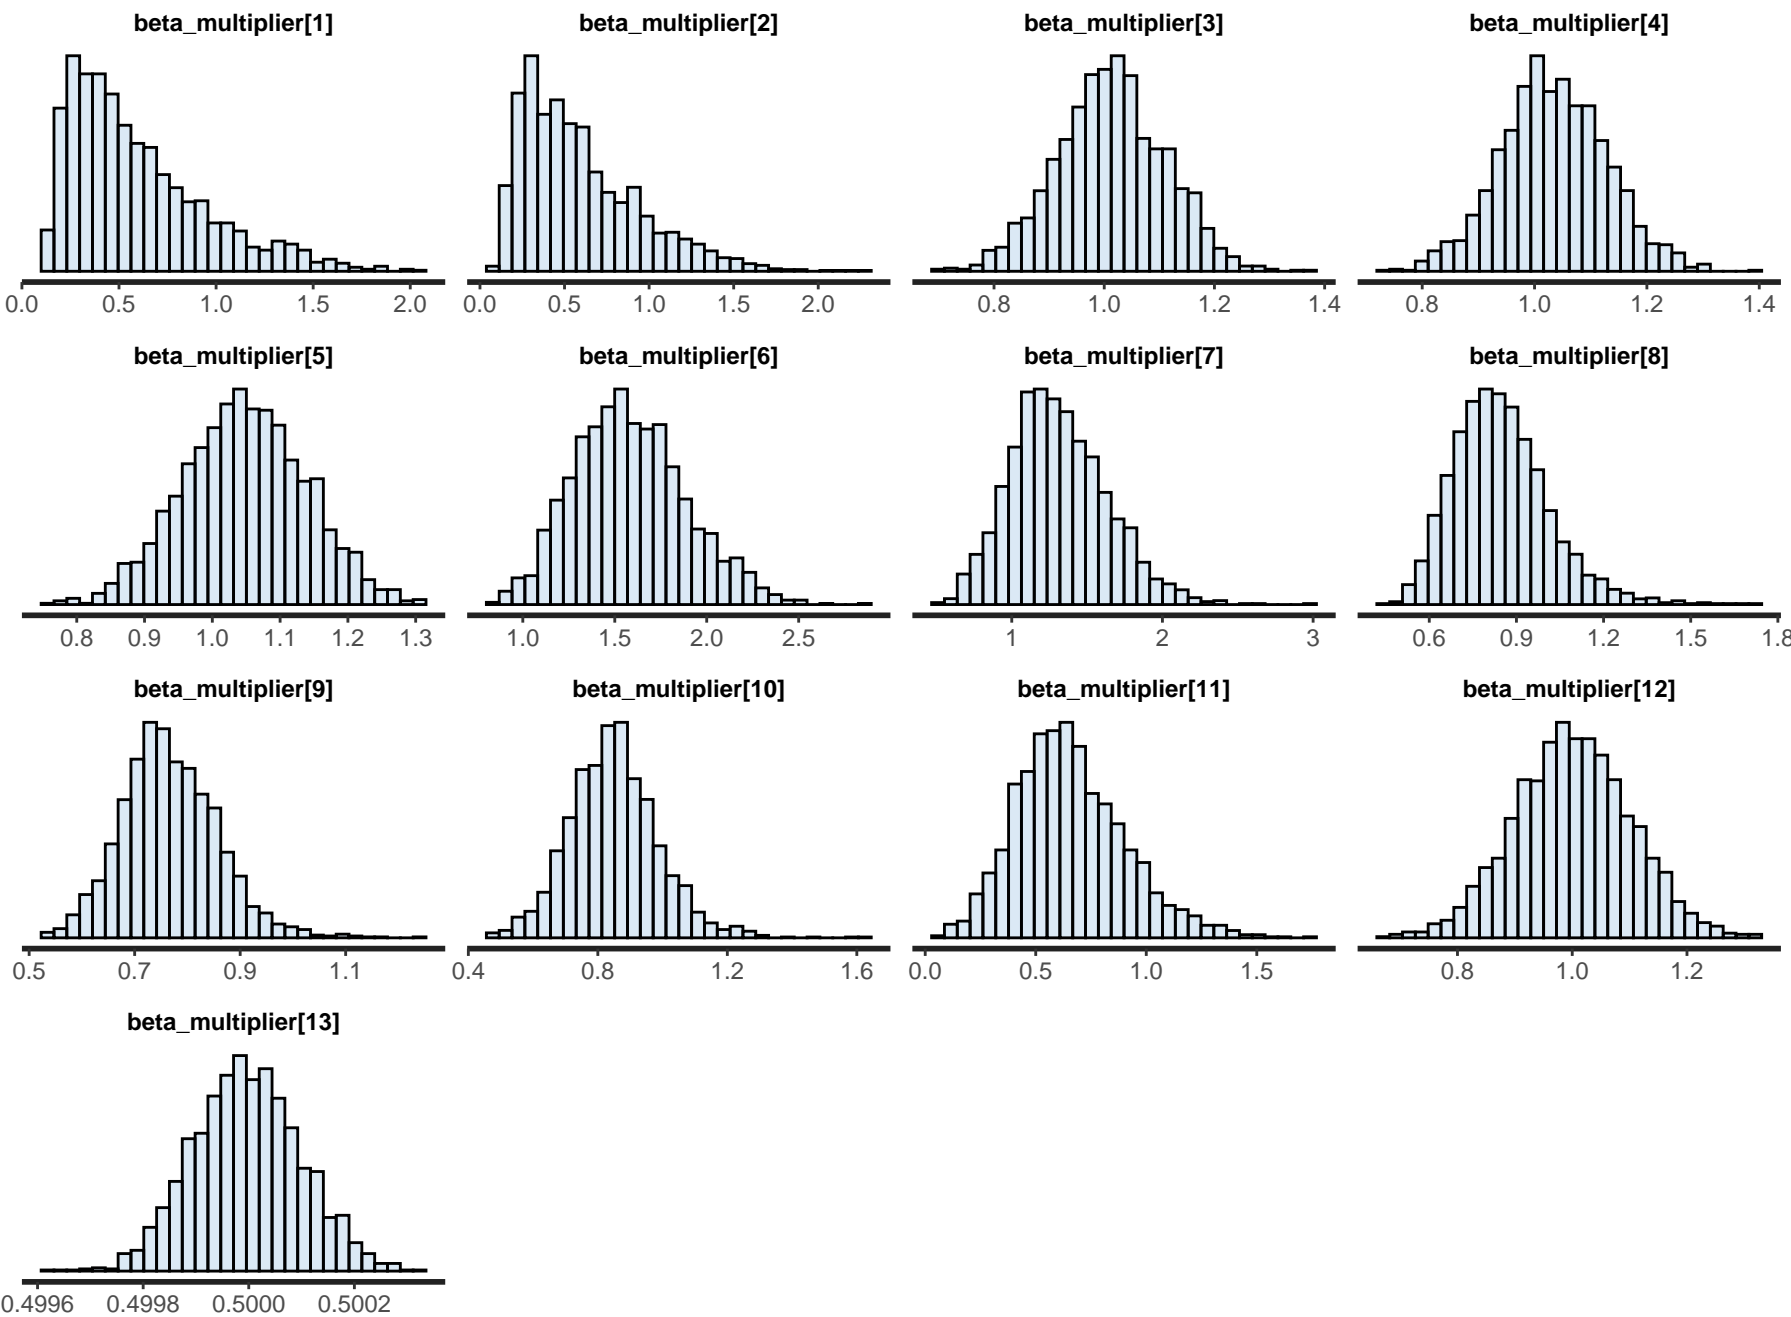 beta_multiplier[1] beta_multiplier[2] beta_multiplier[3] beta_multiplier[4]
0.0 0.5 1.0 1.5 2.0 0.0 0.5 1.0 1.5 2.0 0.8 1.0 1.2 1.4 0.8 1.0 1.2 1.4
beta_multiplier[5] beta_multiplier[6] beta_multiplier[7] beta_multiplier[8]
0.8 0.9 1.0 1.1 1.2 1.3 1.0 1.5 2.0 2.5 1 2 3 0.6 0.9 1.2 1.5 1.8
beta_multiplier[9] beta_multiplier[10] beta_multiplier[11] beta_multiplier[12]
0.5 0.7 0.9 1.1 0.4 0.8 1.2 1.6 0.0 0.5 1.0 1.5 0.8 1.0 1.2
beta_multiplier[13]
0.4996 0.4998 0.5000 0.5002